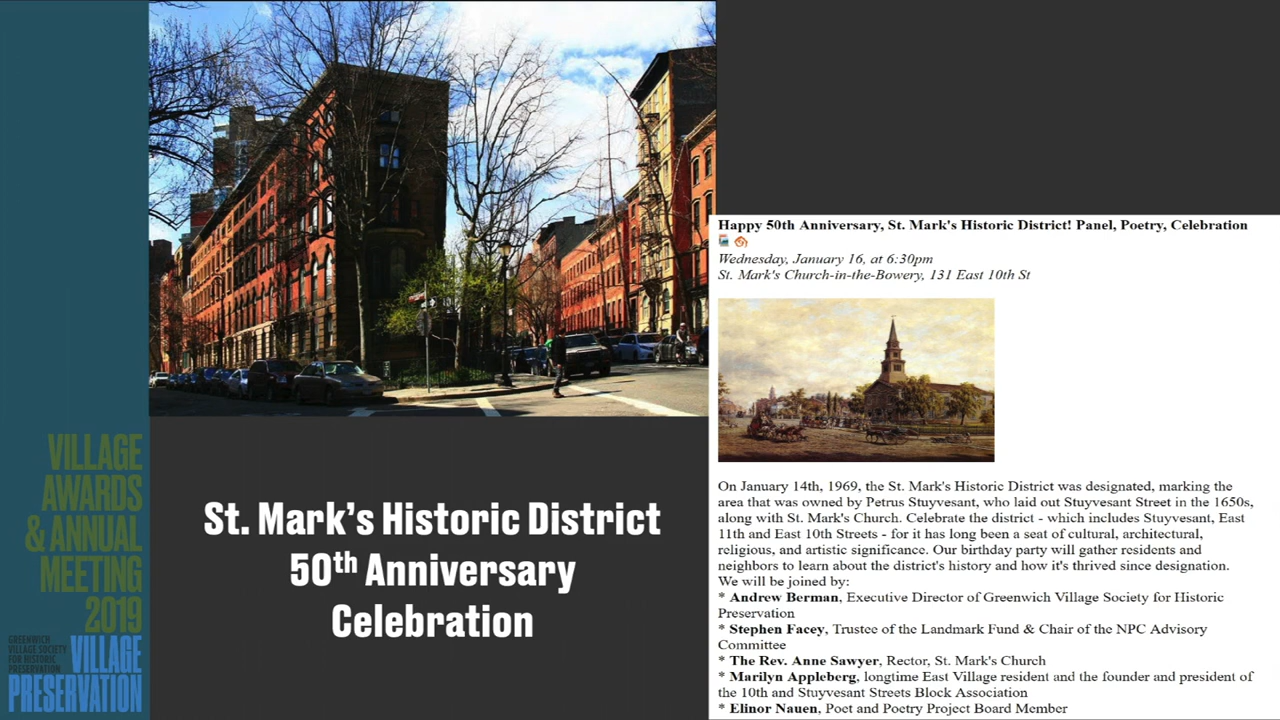 VILLAGE
AWARDS
& ANNUAL
MEETING
2019
GREENWICH
VILLAGE SOCIETY
FOR HISTORIC
PRESERVATION
VILLAGE
PRESERVATION
St. Mark's Historic District
50th Anniversary
Celebration
Happy 50th Anniversary, St. Mark's Historic District! Panel, Poetry, Celebration
Wednesday, January 16, at 6:30pm
St. Mark's Church-in-the-Bowery, 131 East 10th St
On January 14th, 1969, the St. Mark's Historic District was designated, marking the
area that was owned by Petrus Stuyvesant, who laid out Stuyvesant Street in the 1650s,
along with St. Mark's Church. Celebrate the district - which includes Stuyvesant, East
11th and East 10th Streets - for it has long been a seat of cultural, architectural,
religious, and artistic significance. Our birthday party will gather residents and
neighbors to learn about the district's history and how it's thrived since designation.
We will be joined by:
* Andrew Berman, Executive Director of Greenwich Village Society for Historic
Preservation
* Stephen Facey, Trustee of the Landmark Fund & Chair of the NPC Advisory
Committee
* The Rev. Anne Sawyer, Rector, St. Mark's Church
* Marilyn Appleberg, longtime East Village resident and the founder and president of
the 10th and Stuyvesant Streets Block Association
* Elinor Nauen, Poet and Poetry Project Board Member